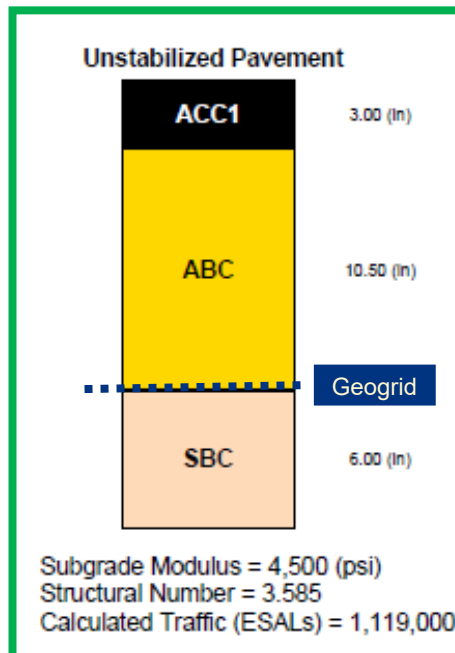 Unstabilized Pavement
ACC1 3.00 (in)
ABC 10.50 (in)
Geogrid
SBC 6.00 (in)
Subgrade Modulus = 4,500 (psi)
Structural Number = 3.585
Calculated Traffic (ESALs) = 1,119,000